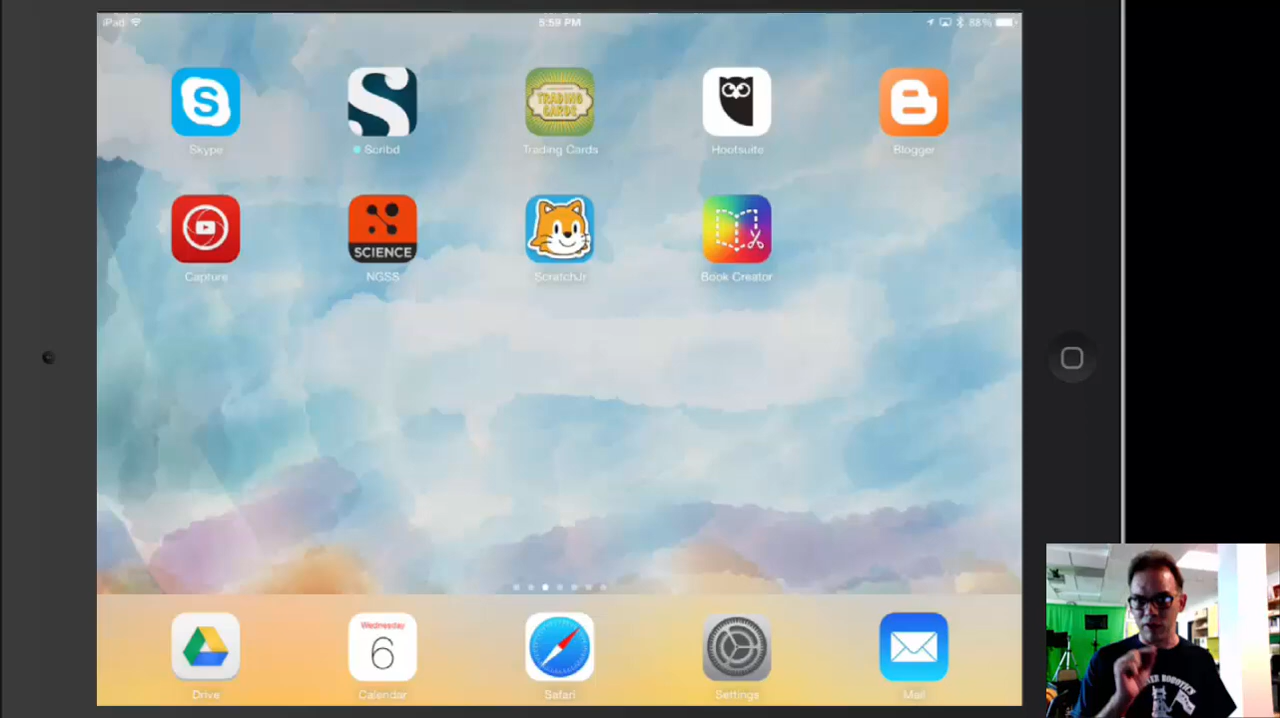 iPad 5:59 PM 88%
TRADING
CARDS
Skype Scribd Trading Cards Hootsuite Blogger
SCIENCE
Capture NGSS ScratchJr Book Creator
Wednesday
6
Drive Calendar Safari Settings Mail